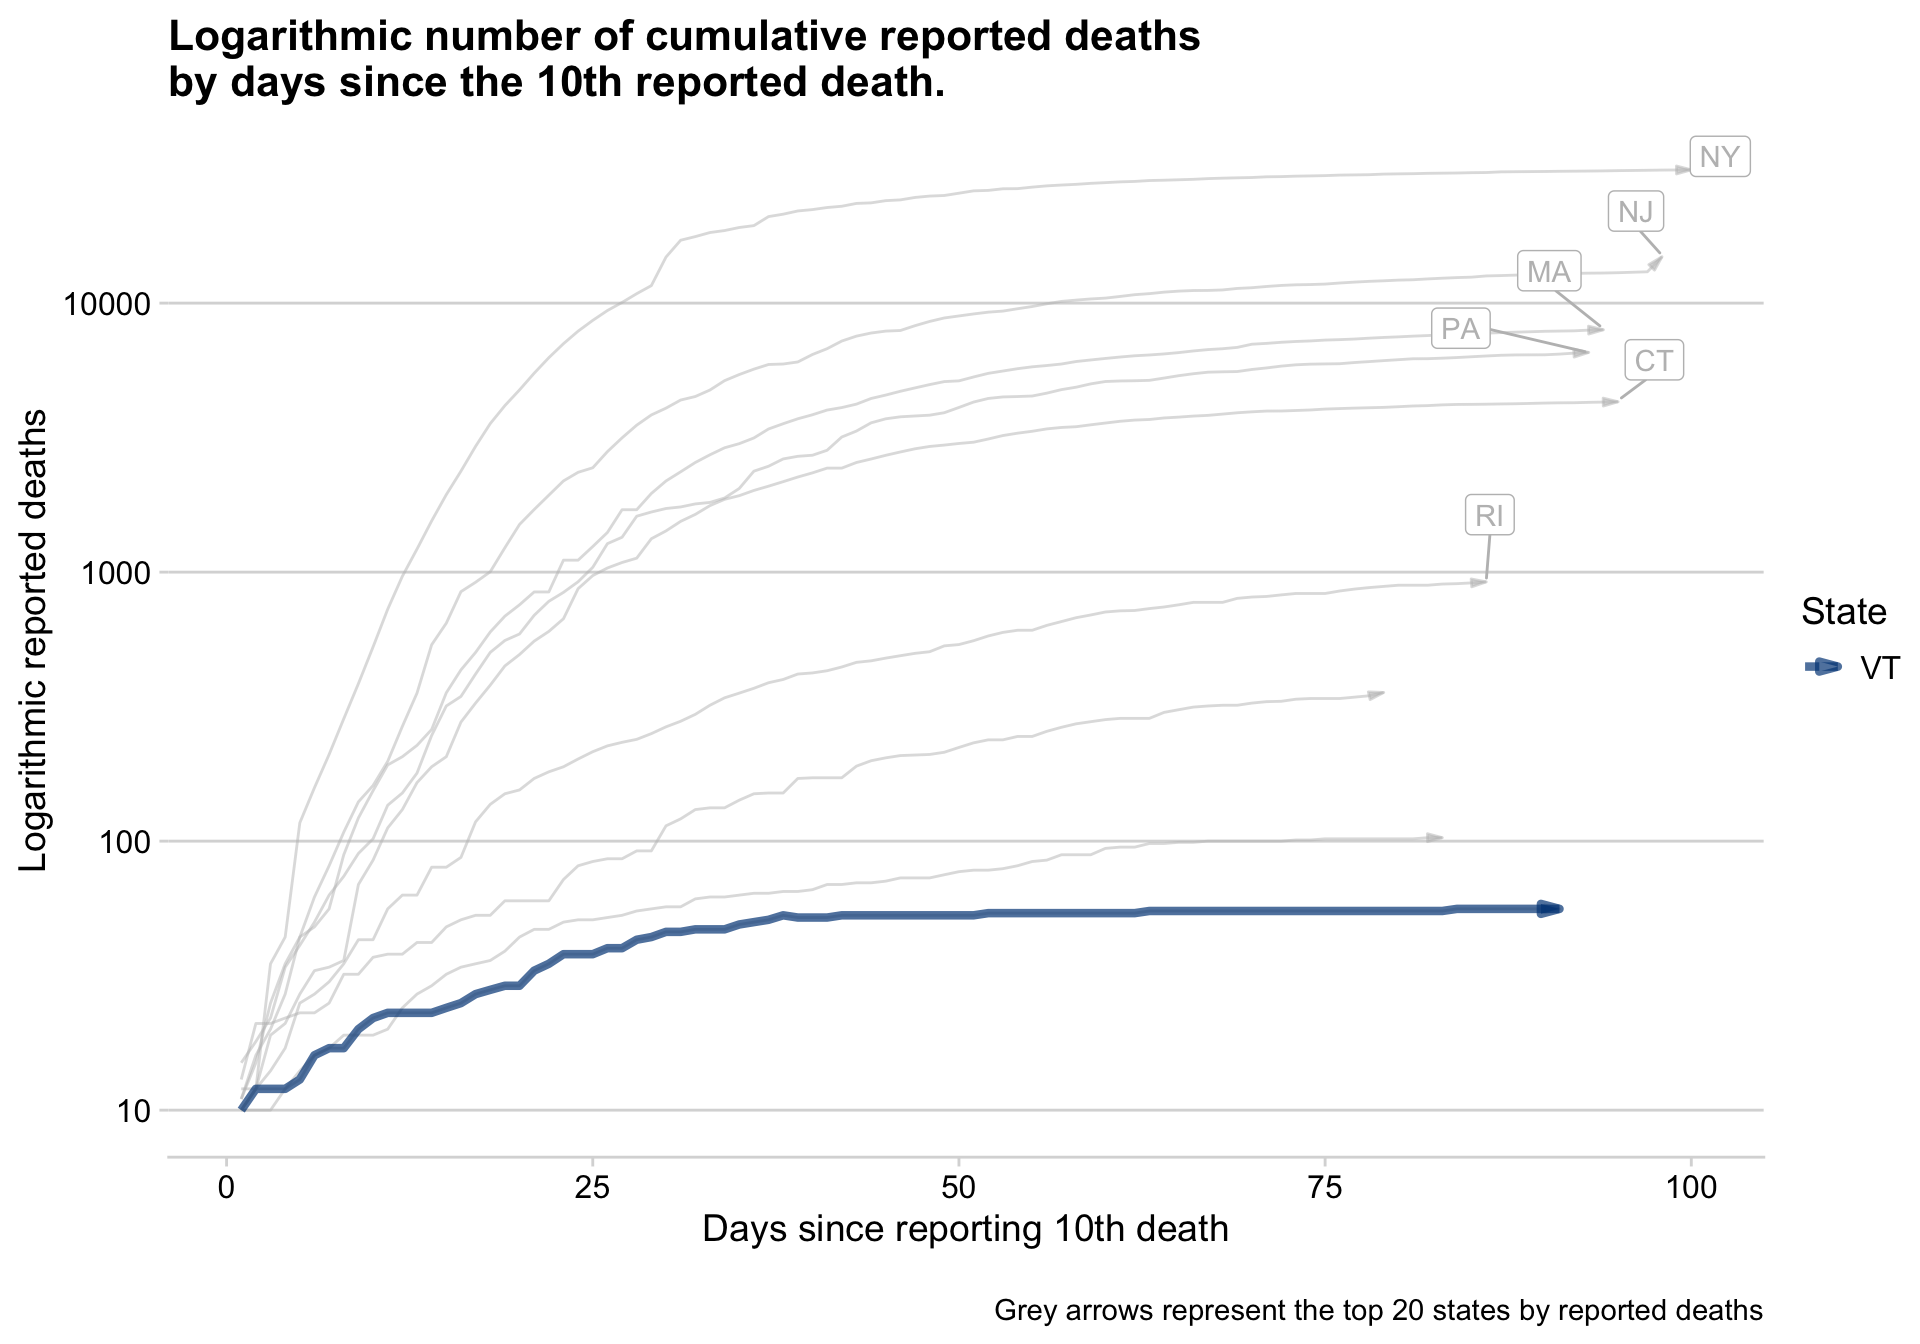 Logarithmic number of cumulative reported deaths
by days since the 10th reported death.
NY
NJ
MA
PA
CT
RI
10000
1000
100
10
Logarithmic reported deaths
0 25 50 75 100
Days since reporting 10th death
State
VT
Grey arrows represent the top 20 states by reported deaths